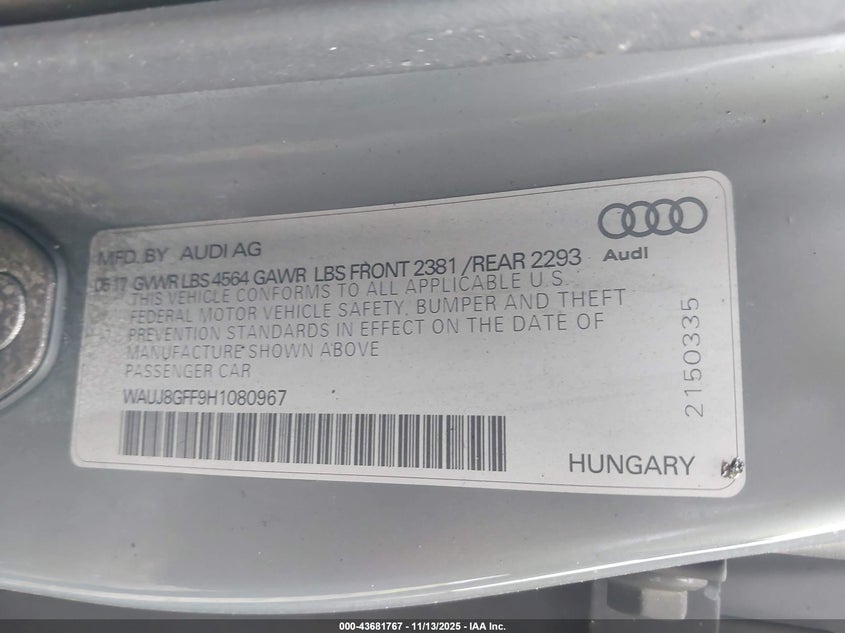 MFD. BY AUDI AG
05 17 GVWR LBS 4564 GAWR LBS FRONT 2381 /REAR 2293
THIS VEHICLE CONFORMS TO ALL APPLICABLE U.S.
FEDERAL MOTOR VEHICLE SAFETY, BUMPER AND THEFT
PREVENTION STANDARDS IN EFFECT ON THE DATE OF
MANUFACTURE SHOWN ABOVE
PASSENGER CAR
WAUJ8GFF9H1080967
Audi
2150335
HUNGARY
000-43681767 - 11/13/2025 - IAA Inc.